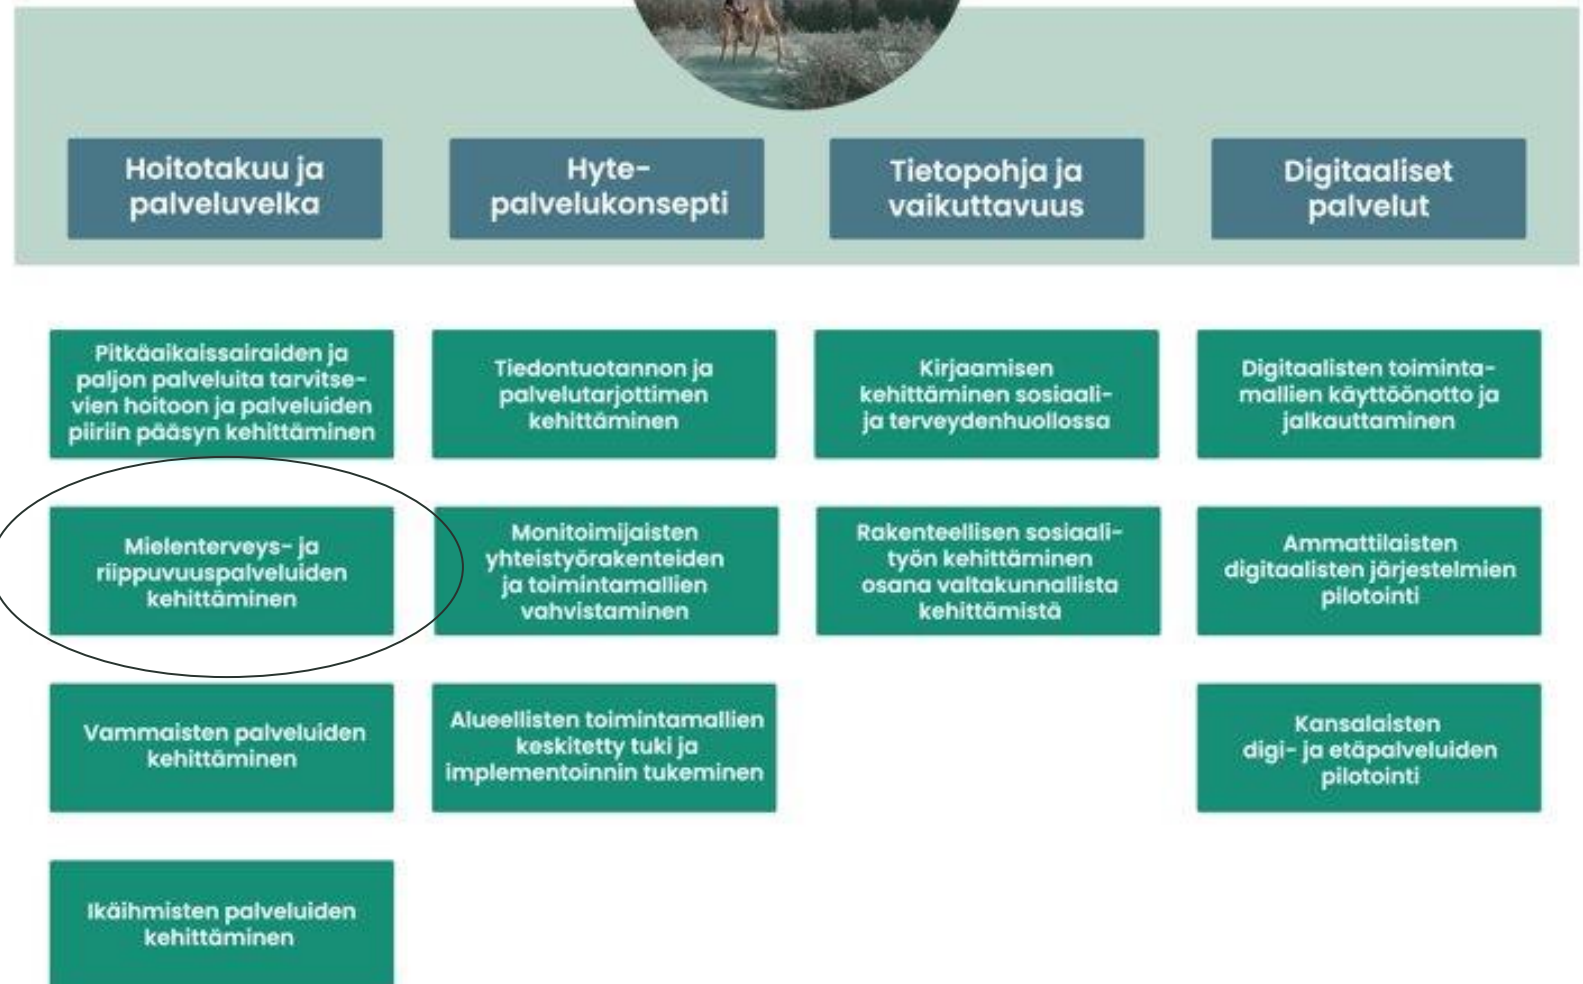 Hoitotakuu ja
palveluvelka
Hyte-
palvelukonsepti
Tietopohja ja
vaikuttavuus
Digitaaliset
palvelut
Pitkäaikaissairaiden ja
paljon palveluita tarvitse-
vien hoitoon ja palveluiden
piiriin pääsyn kehittäminen
Mielenterveys- ja
riippuvuuspalveluiden
kehittäminen
Vammaisten palveluiden
kehittäminen
Ikäihmisten palveluiden
kehittäminen
Tiedontuotannon ja
palvelutarjottimen
kehittäminen
Monitoimijaisten
yhteistyörakenteiden
ja toimintamallien
vahvistaminen
Alueellisten toimintamallien
keskitetty tuki ja
implementoinnin tukeminen
Kirjaamisen
kehittäminen sosiaali-
ja terveydenhuollossa
Rakenteellisen sosiaali-
työn kehittäminen
osana valtakunnallista
kehittämistä
Digitaalisten toiminta-
mallien käyttöönotto ja
jalkauttaminen
Ammattilaisten
digitaalisten järjestelmien
pilotointi
Kansalaisten
digi- ja etäpalveluiden
pilotointi